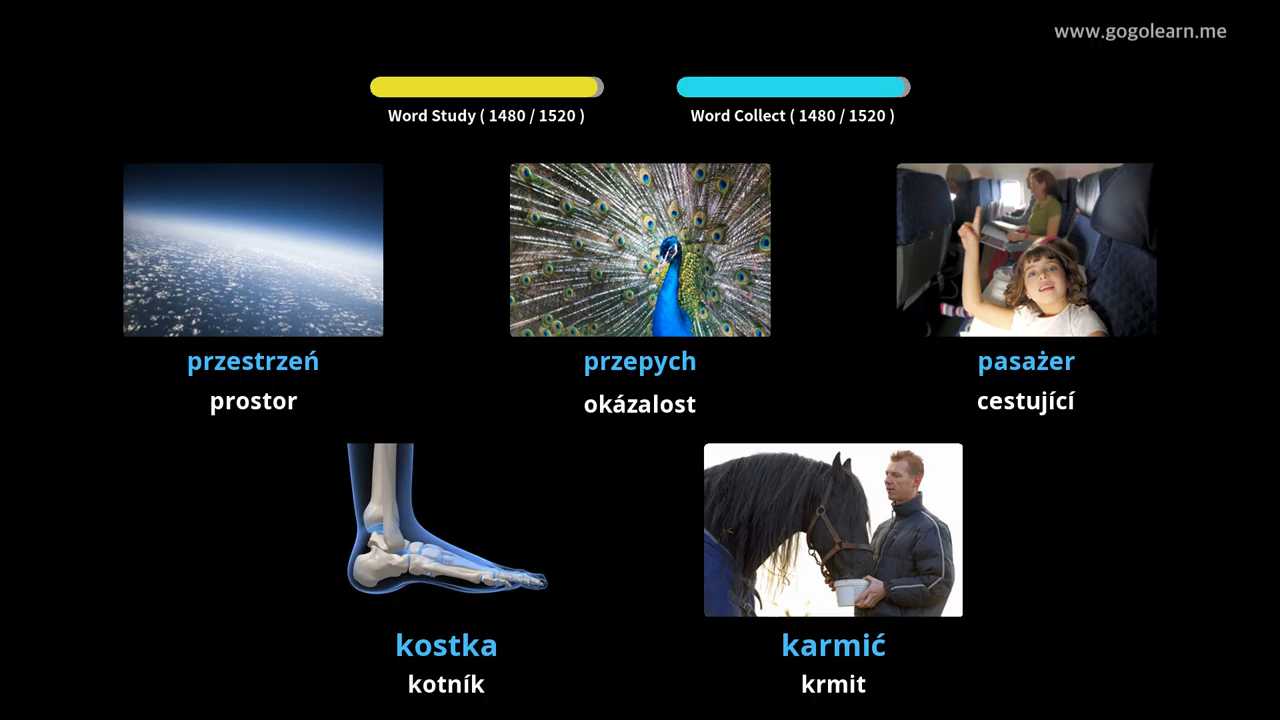 www.gogolearn.me
Word Study ( 1480 / 1520 )
Word Collect ( 1480 / 1520 )
przestrzeń
prostor
przepych
okázalost
pasażer
cestující
kostka
kotník
karmić
krmit